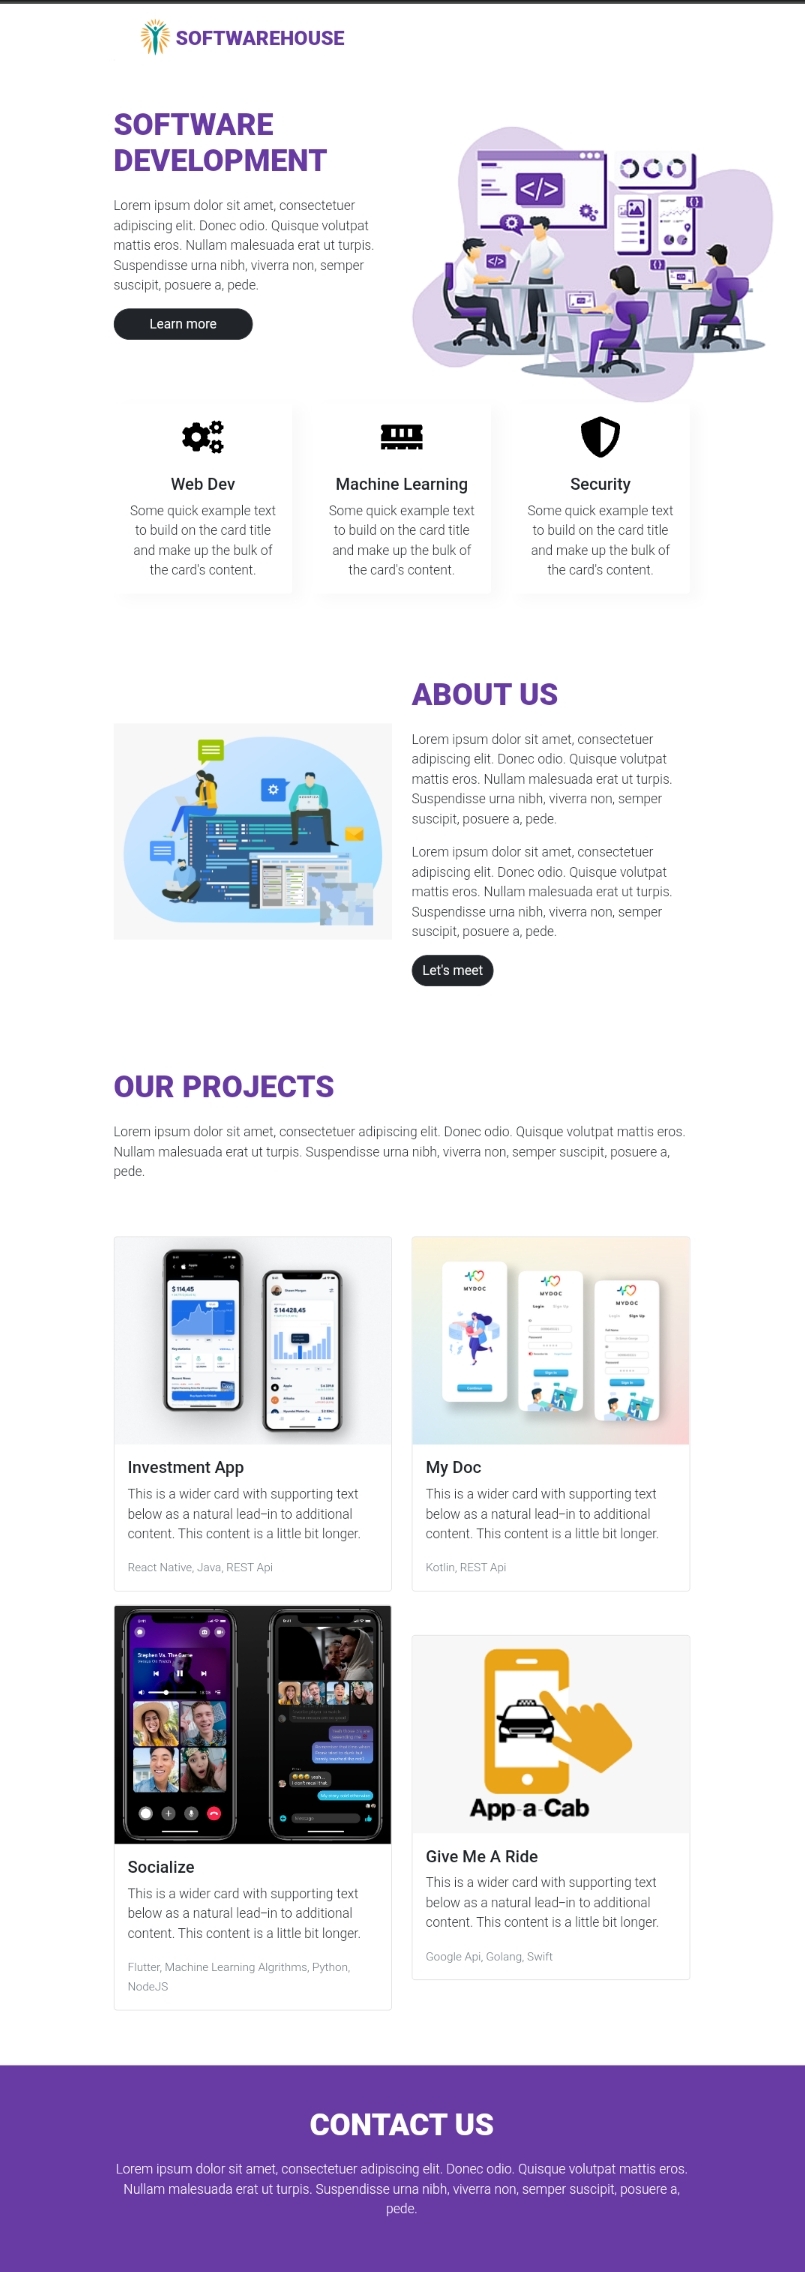 SOFTWAREHOUSE
SOFTWARE
DEVELOPMENT
Lorem ipsum dolor sit amet, consectetuer
adipiscing elit. Donec odio. Quisque volutpat
mattis eros. Nullam malesuada erat ut turpis.
Suspendisse urna nibh, viverra non, semper
suscipit, posuere a, pede.
Learn more
</>
</>
Web Dev
Some quick example text
to build on the card title
and make up the bulk of
the card's content.
Machine Learning
Some quick example text
to build on the card title
and make up the bulk of
the card's content.
Security
Some quick example text
to build on the card title
and make up the bulk of
the card's content.
ABOUT US
Lorem ipsum dolor sit amet, consectetuer
adipiscing elit. Donec odio. Quisque volutpat
mattis eros. Nullam malesuada erat ut turpis.
Suspendisse urna nibh, viverra non, semper
suscipit, posuere a, pede.
Lorem ipsum dolor sit amet, consectetuer
adipiscing elit. Donec odio. Quisque volutpat
mattis eros. Nullam malesuada erat ut turpis.
Suspendisse urna nibh, viverra non, semper
suscipit, posuere a, pede.
Let's meet
OUR PROJECTS
Lorem ipsum dolor sit amet, consectetuer adipiscing elit. Donec odio. Quisque volutpat mattis eros.
Nullam malesuada erat ut turpis. Suspendisse urna nibh, viverra non, semper suscipit, posuere a,
pede.
$ 114,45
$ 14 428,45
Investment App
This is a wider card with supporting text
below as a natural lead-in to additional
content. This content is a little bit longer.
React Native, Java, REST Api
MYDOC
MYDOC
MYDOC
My Doc
This is a wider card with supporting text
below as a natural lead-in to additional
content. This content is a little bit longer.
Kotlin, REST Api
Stephen Vs. The Game
Socialize
This is a wider card with supporting text
below as a natural lead-in to additional
content. This content is a little bit longer.
Flutter, Machine Learning Algrithms, Python,
NodeJS
App-a-Cab
Give Me A Ride
This is a wider card with supporting text
below as a natural lead-in to additional
content. This content is a little bit longer.
Google Api, Golang, Swift
CONTACT US
Lorem ipsum dolor sit amet, consectetuer adipiscing elit. Donec odio. Quisque volutpat mattis eros.
Nullam malesuada erat ut turpis. Suspendisse urna nibh, viverra non, semper suscipit, posuere a,
pede.